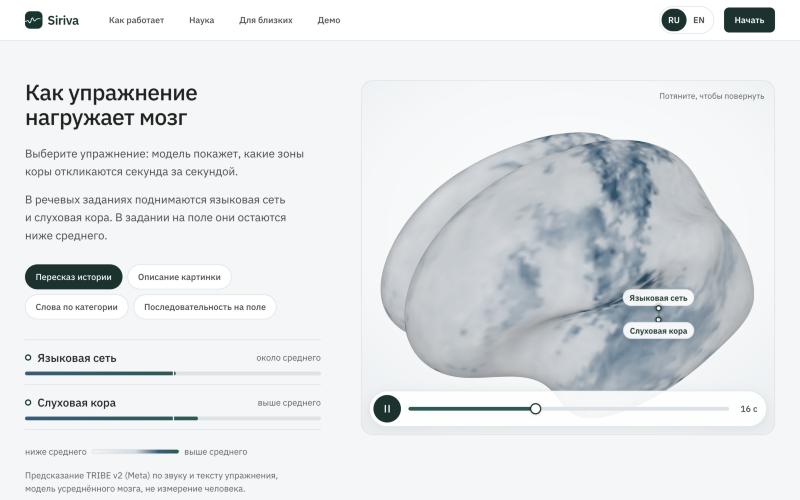 Siriva
Как работает
Наука
Для близких
Демо
RU
EN
Начать
Как упражнение
нагружает мозг
Выберите упражнение: модель покажет, какие зоны
коры откликаются секунда за секундой.
В речевых заданиях поднимаются языковая сеть
и слуховая кора. В задании на поле они остаются
ниже среднего.
Пересказ истории
Описание картинки
Слова по категории
Последовательность на поле
Языковая сеть
около среднего
Слуховая кора
выше среднего
ниже среднего
выше среднего
Предсказание TRIBE v2 (Meta) по звуку и тексту упражнения,
модель усреднённого мозга, не измерение человека.
Потяните, чтобы повернуть
Языковая сеть
Слуховая кора
16 с